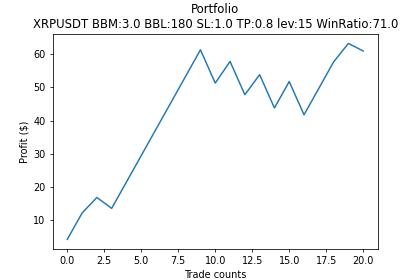 Portfolio
XRPUSDT BBM:3.0 BBL:180 SL:1.0 TP:0.8 lev:15 WinRatio:71.0
60
50
40
30
20
10
Profit ($)
0.0 2.5 5.0 7.5 10.0 12.5 15.0 17.5 20.0
Trade counts